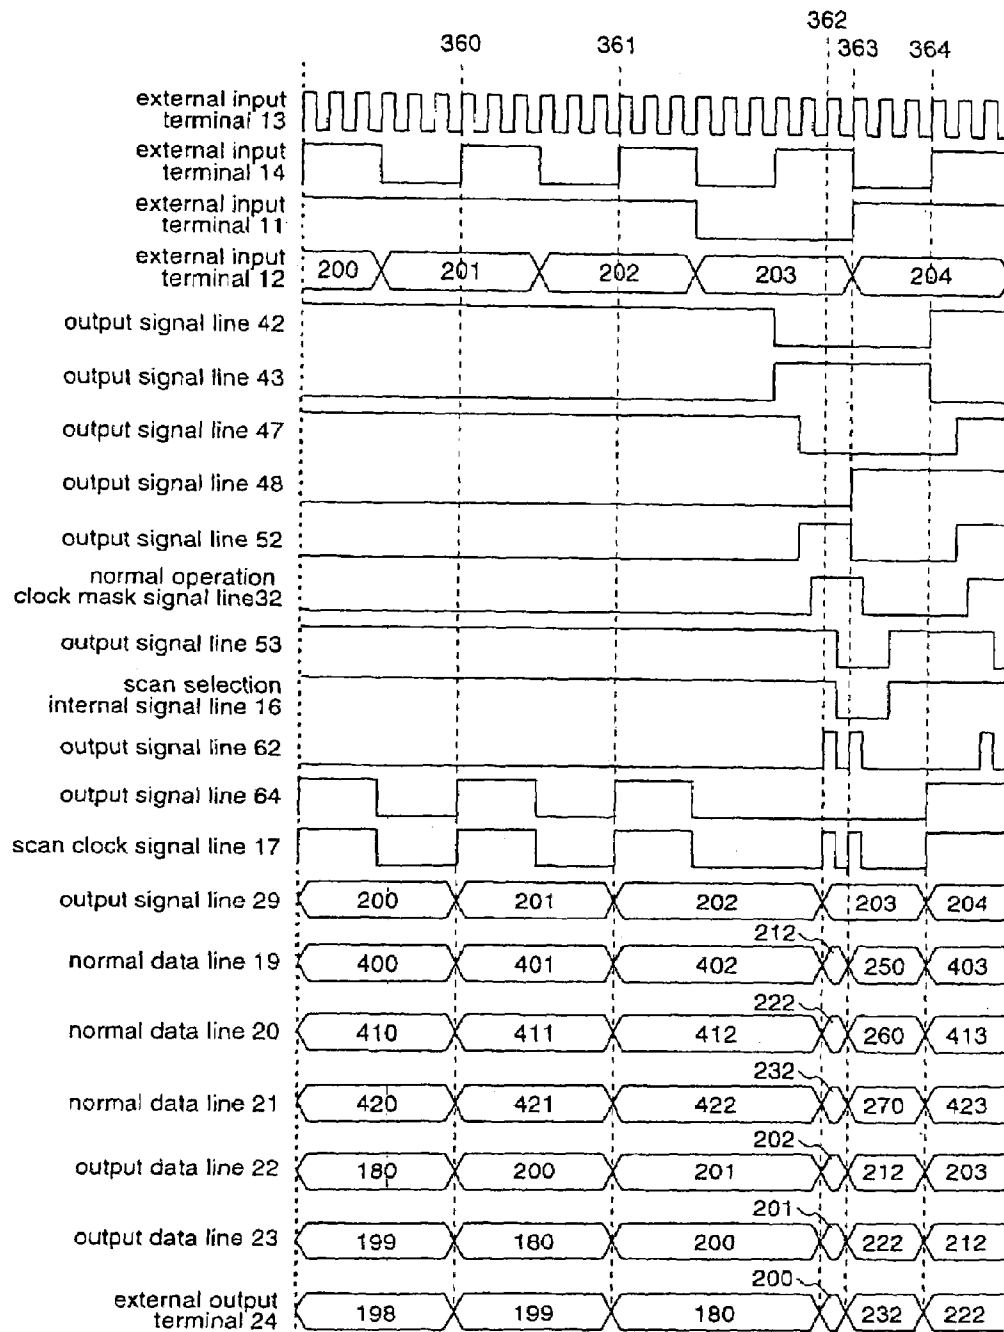 362
360 361 363 364
external input
terminal 13
external input
terminal 14
external input
terminal 11
external input
terminal 12
200 201 202 203 204
output signal line 42
output signal line 43
output signal line 47
output signal line 48
output signal line 52
normal operation
clock mask signal line32
output signal line 53
scan selection
internal signal line 16
output signal line 62
output signal line 64
scan clock signal line 17
output signal line 29
200 201 202 203 204
212
normal data line 19
400 401 402 250 403
222
normal data line 20
410 411 412 260 413
232
normal data line 21
420 421 422 270 423
202
output data line 22
180 200 201 212 203
201
output data line 23
199 180 200 222 212
200
external output
terminal 24
198 199 180 232 222